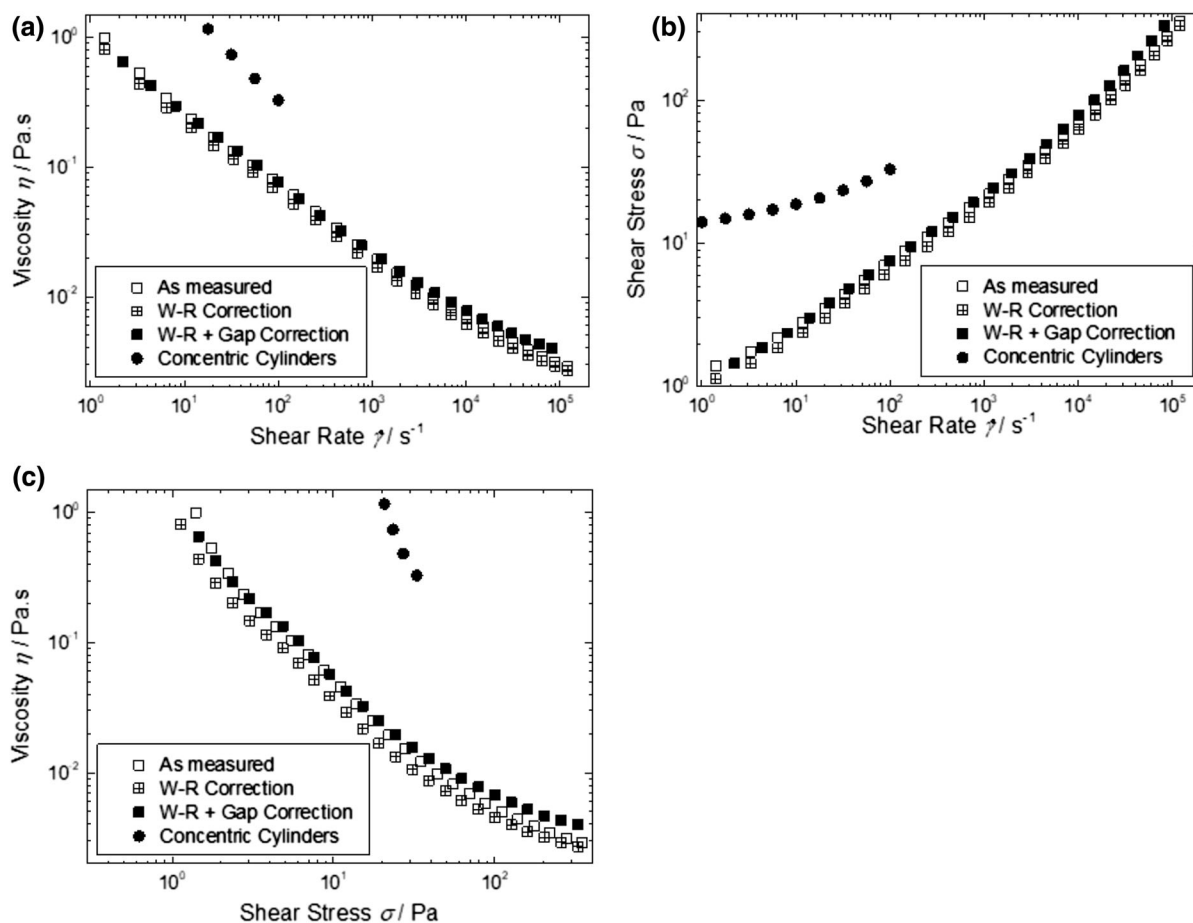 (a)
10⁰
10⁻¹
10⁻²
Viscosity η / Pa.s
As measured
W-R Correction
W-R + Gap Correction
Concentric Cylinders
10⁰ 10¹ 10² 10³ 10⁴ 10⁵
Shear Rate γ̇ / s⁻¹
(b)
10²
10¹
10⁰
Shear Stress σ / Pa
As measured
W-R Correction
W-R + Gap Correction
Concentric Cylinders
10⁰ 10¹ 10² 10³ 10⁴ 10⁵
Shear Rate γ̇ / s⁻¹
(c)
10⁰
10⁻¹
10⁻²
Viscosity η / Pa.s
As measured
W-R Correction
W-R + Gap Correction
Concentric Cylinders
10⁰ 10¹ 10²
Shear Stress σ / Pa